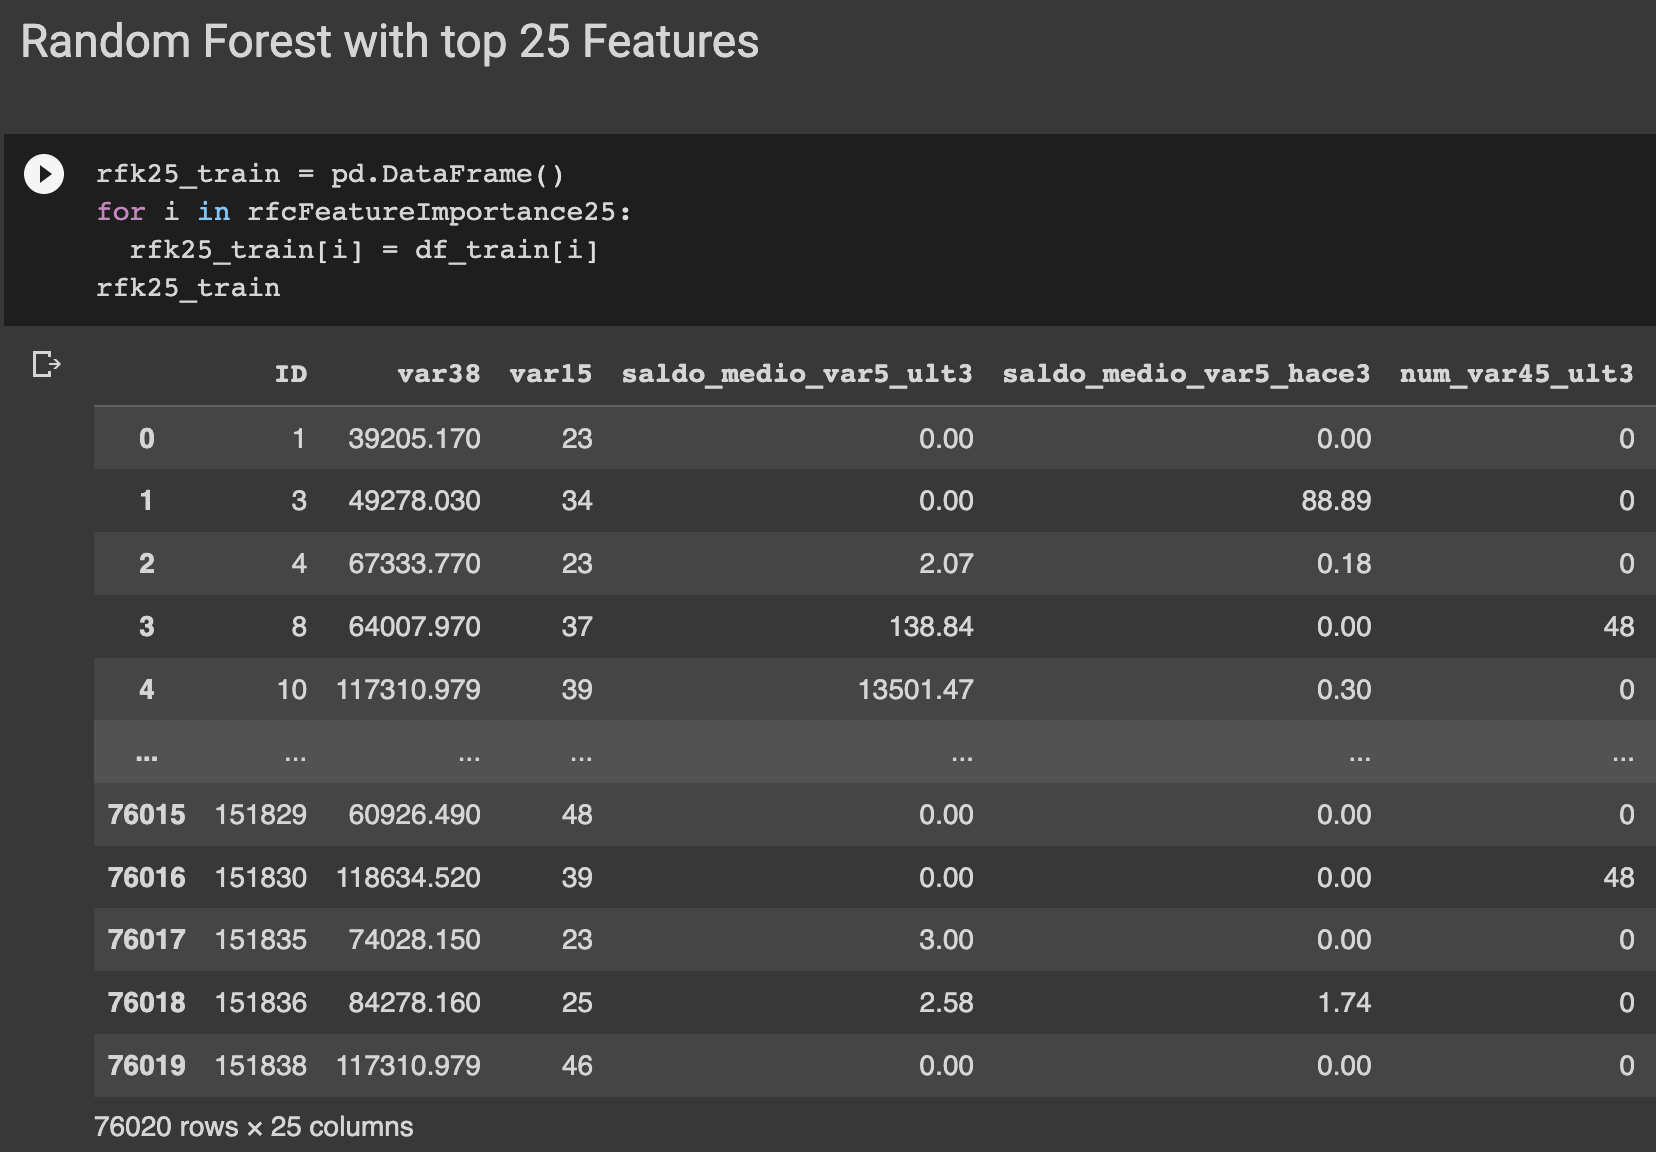 Random Forest with top 25 Features
rfk25_train = pd.DataFrame()
for i in rfcFeatureImportance25:
  rfk25_train[i] = df_train[i]
rfk25_train
ID var38 var15 saldo_medio_var5_ult3 saldo_medio_var5_hace3 num_var45_ult3
0 1 39205.170 23 0.00 0.00 0
1 3 49278.030 34 0.00 88.89 0
2 4 67333.770 23 2.07 0.18 0
3 8 64007.970 37 138.84 0.00 48
4 10 117310.979 39 13501.47 0.30 0
... ... ... ... ... ... ...
76015 151829 60926.490 48 0.00 0.00 0
76016 151830 118634.520 39 0.00 0.00 48
76017 151835 74028.150 23 3.00 0.00 0
76018 151836 84278.160 25 2.58 1.74 0
76019 151838 117310.979 46 0.00 0.00 0
76020 rows × 25 columns